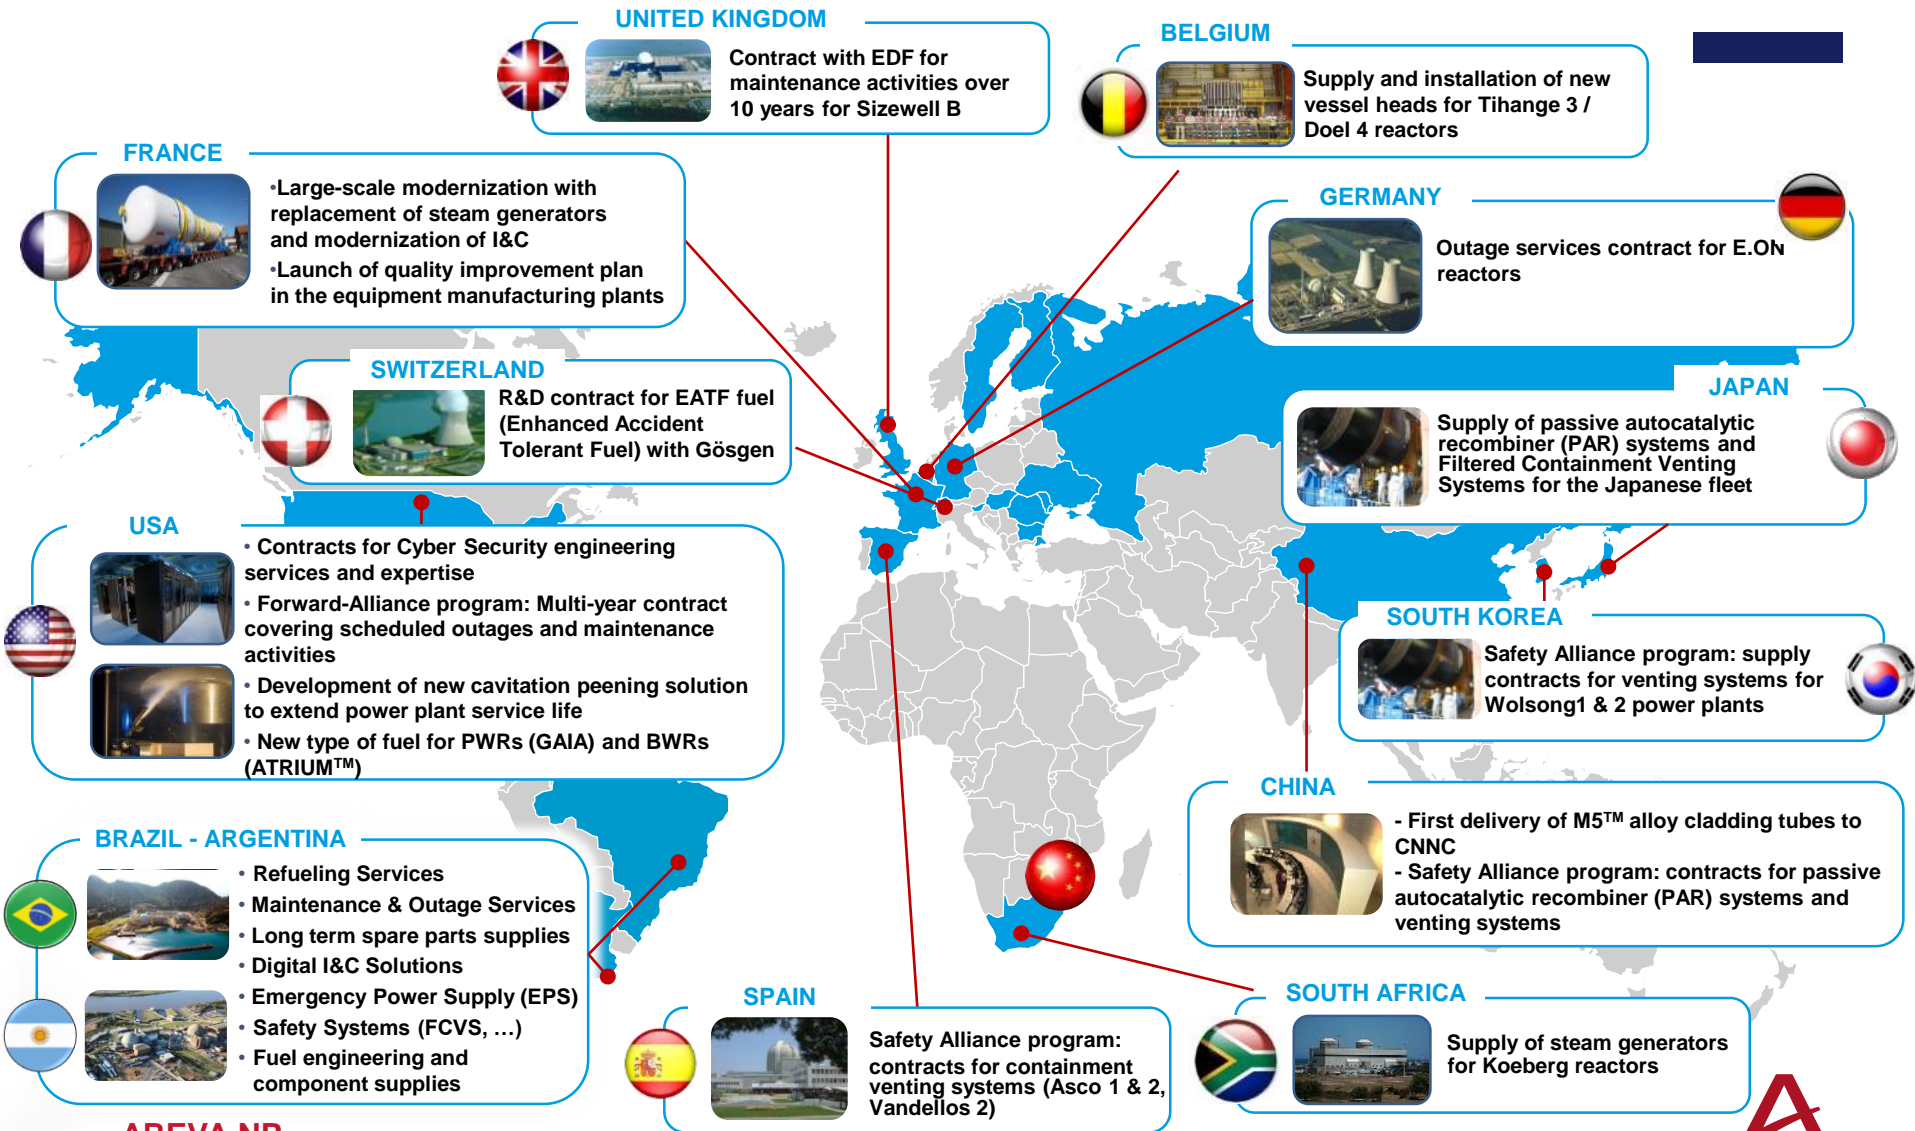 UNITED KINGDOM
Contract with EDF for
maintenance activities over
10 years for Sizewell B
BELGIUM
Supply and installation of new
vessel heads for Tihange 3 /
Doel 4 reactors
FRANCE
•Large-scale modernization with
replacement of steam generators
and modernization of I&C
•Launch of quality improvement plan
in the equipment manufacturing plants
GERMANY
Outage services contract for E.ON
reactors
SWITZERLAND
R&D contract for EATF fuel
(Enhanced Accident
Tolerant Fuel) with Gösgen
JAPAN
Supply of passive autocatalytic
recombiner (PAR) systems and
Filtered Containment Venting
Systems for the Japanese fleet
USA
• Contracts for Cyber Security engineering
services and expertise
• Forward-Alliance program: Multi-year contract
covering scheduled outages and maintenance
activities
• Development of new cavitation peening solution
to extend power plant service life
• New type of fuel for PWRs (GAIA) and BWRs
(ATRIUM™)
SOUTH KOREA
Safety Alliance program: supply
contracts for venting systems for
Wolsong1 & 2 power plants
CHINA
- First delivery of M5™ alloy cladding tubes to
CNNC
- Safety Alliance program: contracts for passive
autocatalytic recombiner (PAR) systems and
venting systems
BRAZIL - ARGENTINA
• Refueling Services
• Maintenance & Outage Services
• Long term spare parts supplies
• Digital I&C Solutions
• Emergency Power Supply (EPS)
• Safety Systems (FCVS, …)
• Fuel engineering and
component supplies
SPAIN
Safety Alliance program:
contracts for containment
venting systems (Asco 1 & 2,
Vandellos 2)
SOUTH AFRICA
Supply of steam generators
for Koeberg reactors
AREVA NP